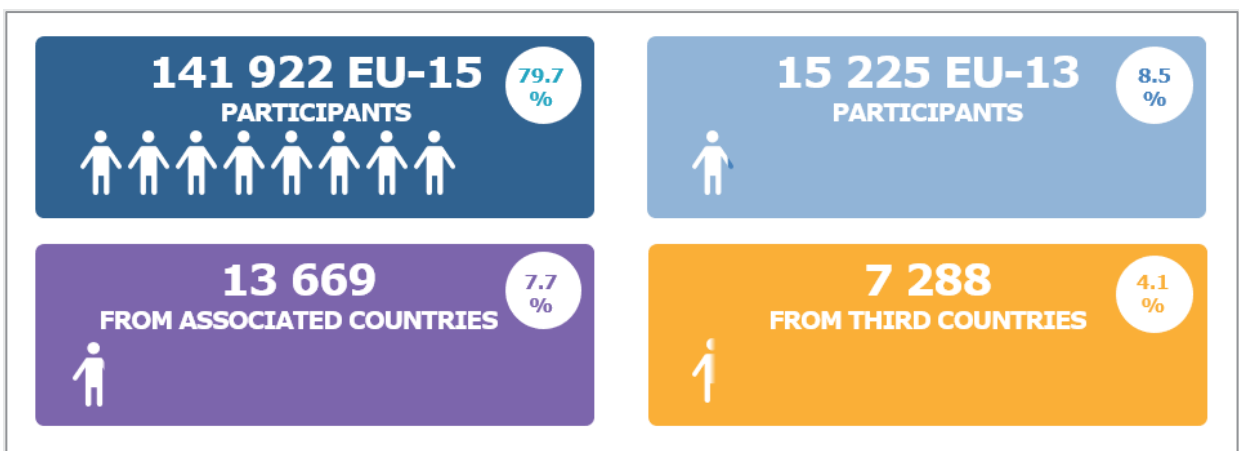 141 922 EU-15
PARTICIPANTS
79.7
%
15 225 EU-13
PARTICIPANTS
8.5
%
13 669
FROM ASSOCIATED COUNTRIES
7.7
%
7 288
FROM THIRD COUNTRIES
4.1
%